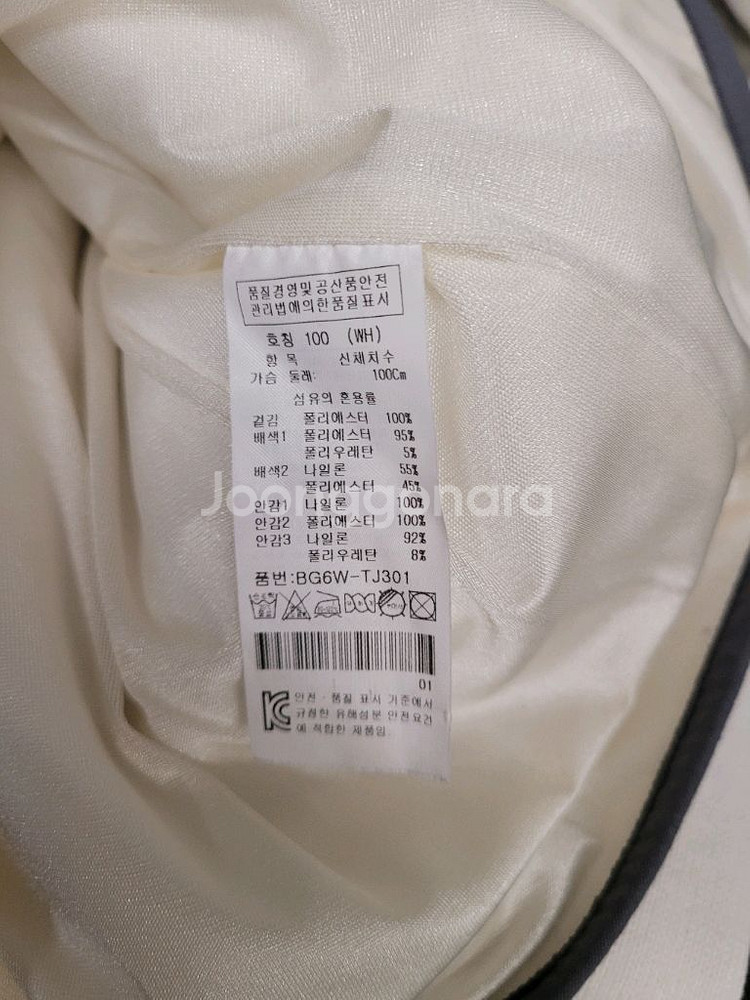 품질경영및공산품안전
관리법에의한품질표시
호칭 100 (WH)
항 목 신체치수
가슴 둘레: 100Cm
섬유의 혼용률
겉감 폴리에스터 100%
배색1 폴리에스터 95%
폴리우레탄 5%
배색2 나일론 55%
폴리에스터 45%
Joonggonara
안감1 나일론 100%
안감2 폴리에스터 100%
안감3 나일론 92%
폴리우레탄 8%
품번:BG6W-TJ301
01
안전·품질 표시 기준에서
규정한 유해성분 안전요건
에 적합한 제품임.